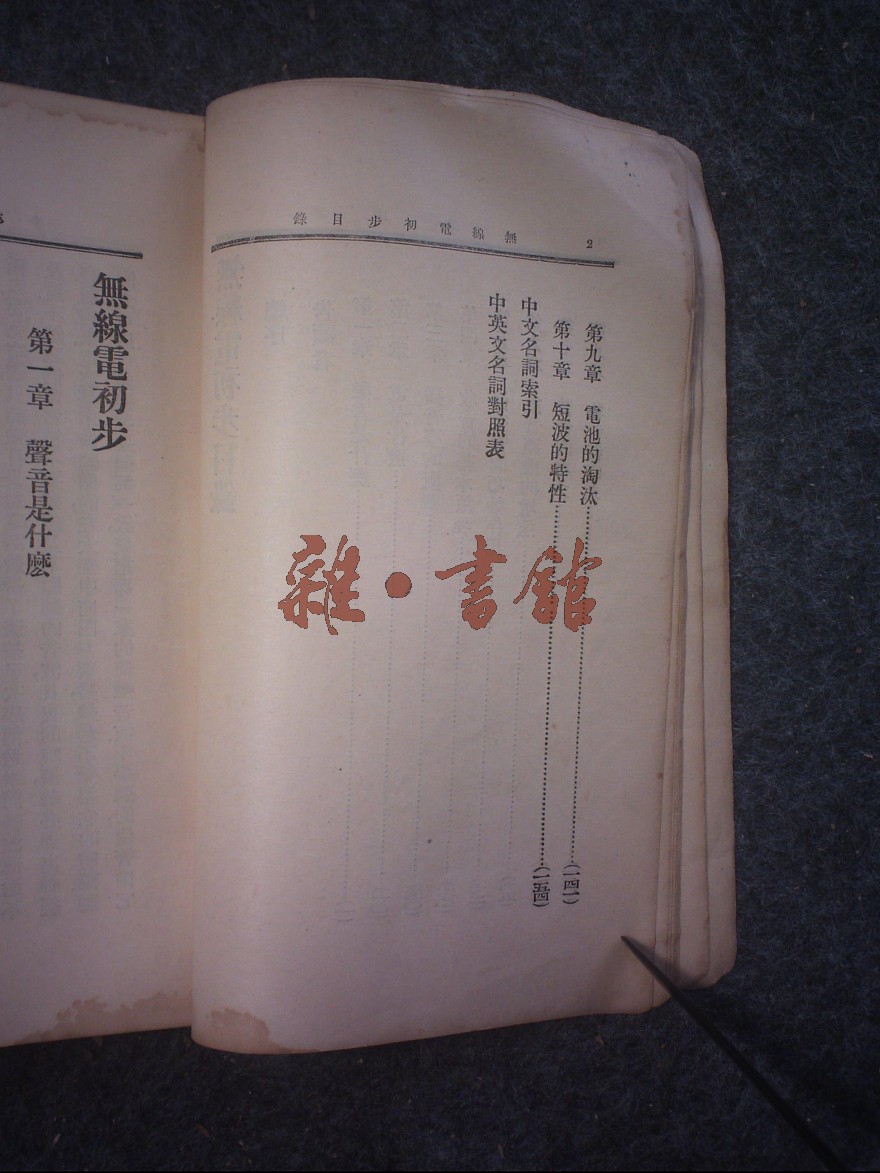 2 無線電初步目錄
第九章 電池的淘汰……(一四一)
第十章 短波的特性……(一五四)
中文名詞索引
中英文名詞對照表
無線電初步
第一章 聲音是什麼
雜·書館